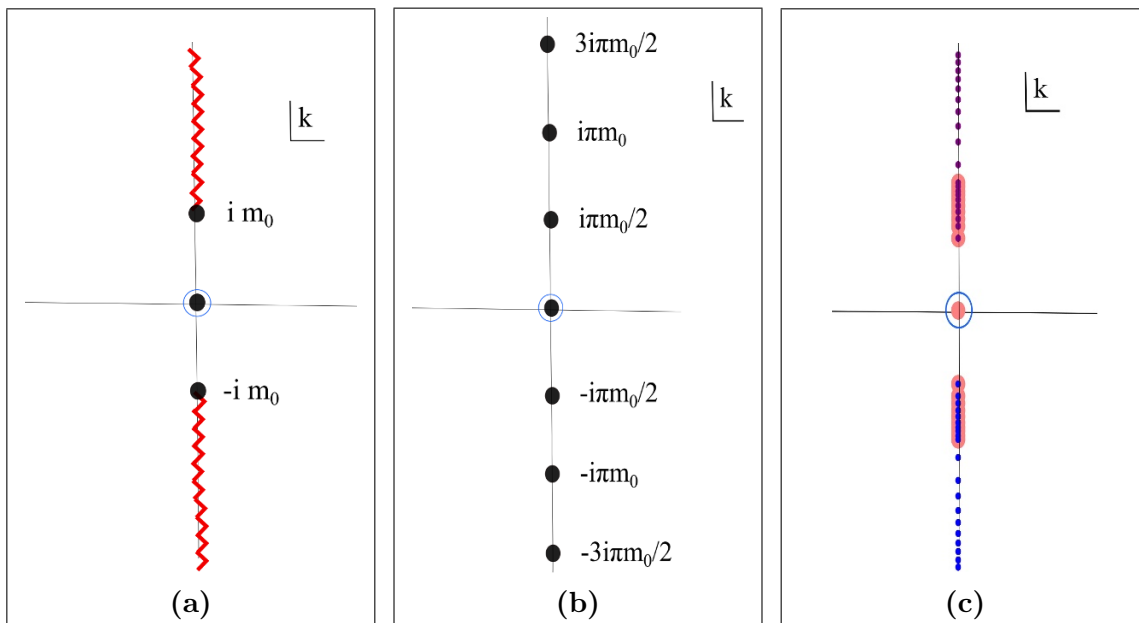 k
i m₀
-i m₀
(a)
3iπm₀/2
k
iπm₀
iπm₀/2
-iπm₀/2
-iπm₀
-3iπm₀/2
(b)
k
(c)